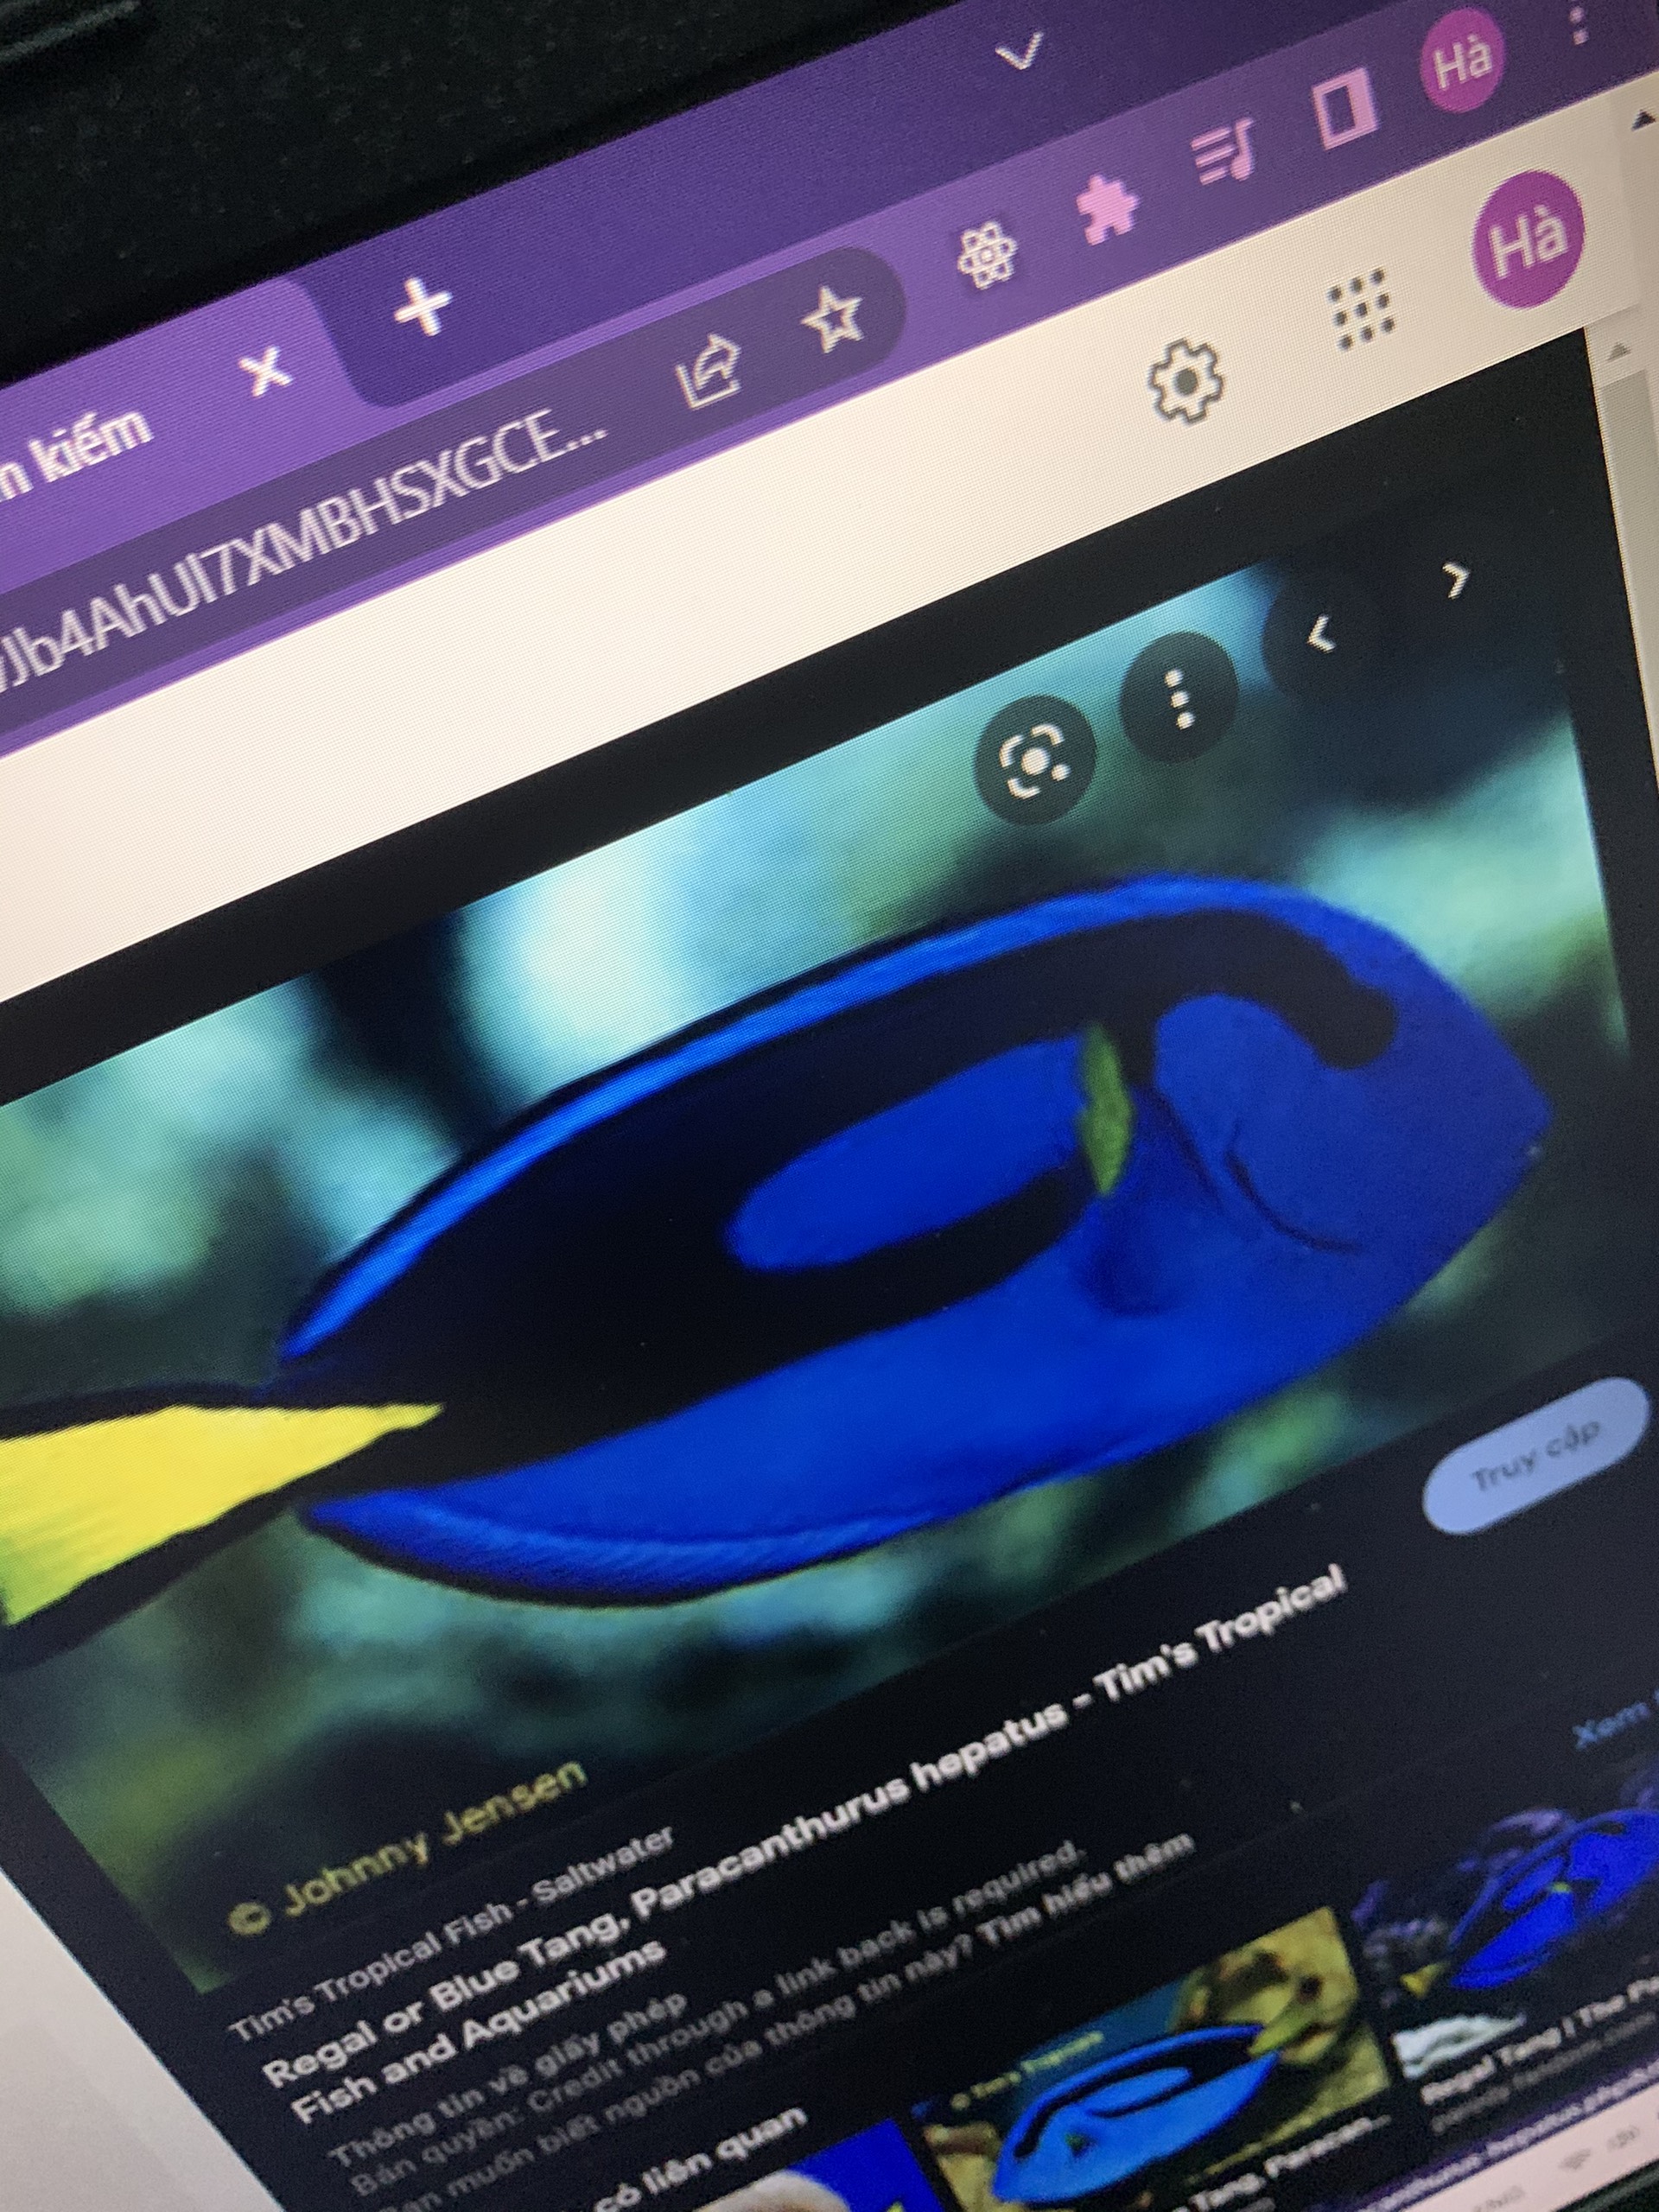 Hà
m kiếm
Jb4AhUl7XMBHSXGCE...
Hà
Truy cập
© Johnny Jensen
Tim's Tropical Fish - Saltwater
Regal or Blue Tang, Paracanthurus hepatus - Tim's Tropical
Fish and Aquariums
Xem
Thông tin về giấy phép
Bản quyền: Credit through a link back is required.
Bạn muốn biết nguồn của thông tin này? Tìm hiểu thêm
có liên quan
Tang, Paracan...
Regal Tang | The